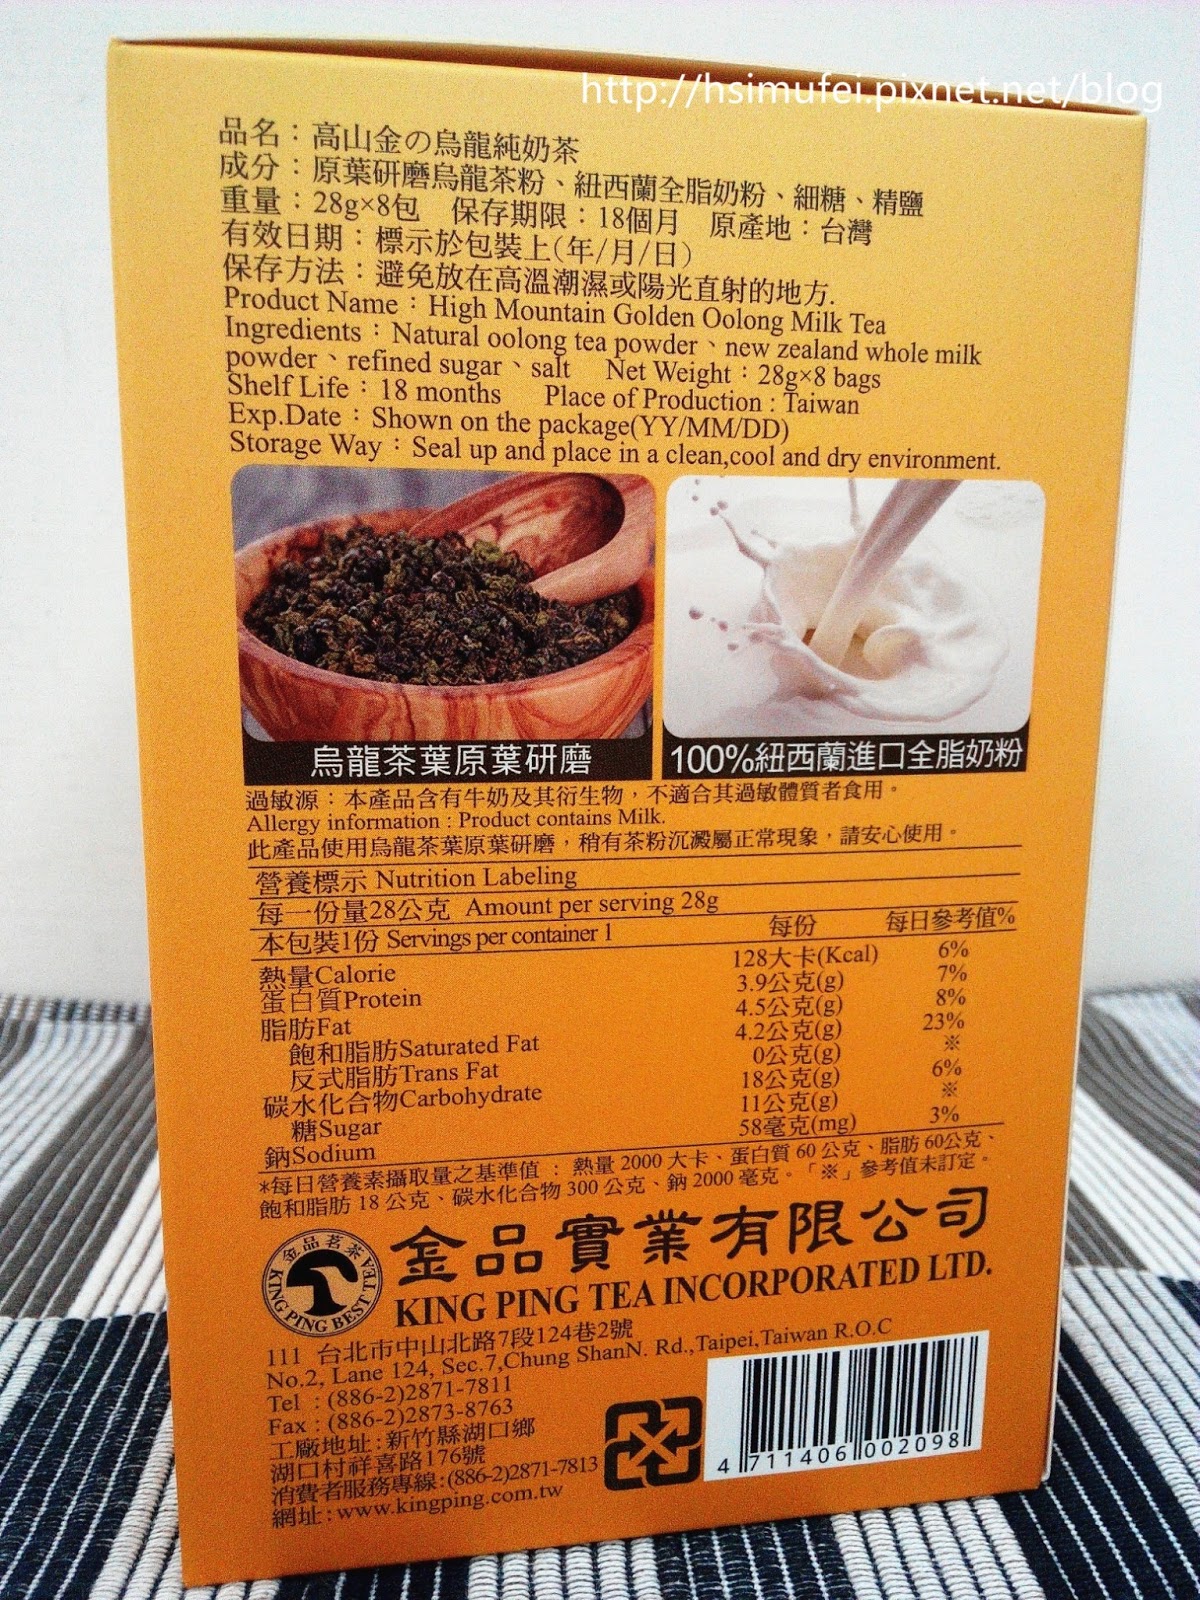 http://hsimufei.pixnet.net/blog
品名：高山金の烏龍純奶茶
成分：原葉研磨烏龍茶粉、紐西蘭全脂奶粉、細糖、精鹽
重量：28g×8包　保存期限：18個月　原產地：台灣
有效日期：標示於包裝上(年/月/日)
保存方法：避免放在高溫潮濕或陽光直射的地方.
Product Name：High Mountain Golden Oolong Milk Tea
Ingredients：Natural oolong tea powder、new zealand whole milk
powder、refined sugar、salt　Net Weight：28g×8 bags
Shelf Life：18 months　Place of Production : Taiwan
Exp.Date：Shown on the package(YY/MM/DD)
Storage Way：Seal up and place in a clean,cool and dry environment.
烏龍茶葉原葉研磨
100%紐西蘭進口全脂奶粉
過敏源：本產品含有牛奶及其衍生物，不適合其過敏體質者食用。
Allergy information : Product contains Milk.
此產品使用烏龍茶葉原葉研磨，稍有茶粉沉澱屬正常現象，請安心使用。
營養標示 Nutrition Labeling
每一份量28公克 Amount per serving 28g
本包裝1份 Servings per container 1　每份　每日參考值%
熱量Calorie　128大卡(Kcal)　6%
蛋白質Protein　3.9公克(g)　7%
脂肪Fat　4.5公克(g)　8%
飽和脂肪Saturated Fat　4.2公克(g)　23%
反式脂肪Trans Fat　0公克(g)　※
碳水化合物Carbohydrate　18公克(g)　6%
糖Sugar　11公克(g)　※
鈉Sodium　58毫克(mg)　3%
*每日營養素攝取量之基準值：熱量 2000 大卡、蛋白質 60 公克、脂肪 60公克、
飽和脂肪 18 公克、碳水化合物 300 公克、鈉 2000 毫克。「※」參考值未訂定。
金品茗茶
KING PING BEST TEA
金品實業有限公司
KING PING TEA INCORPORATED LTD.
111 台北市中山北路7段124巷2號
No.2, Lane 124, Sec.7,Chung ShanN. Rd.,Taipei,Taiwan R.O.C
Tel : (886-2)2871-7811
Fax : (886-2)2873-8763
工廠地址:新竹縣湖口鄉
湖口村祥喜路176號
消費者服務專線:(886-2)2871-7813
網址:www.kingping.com.tw
4 711406 002098